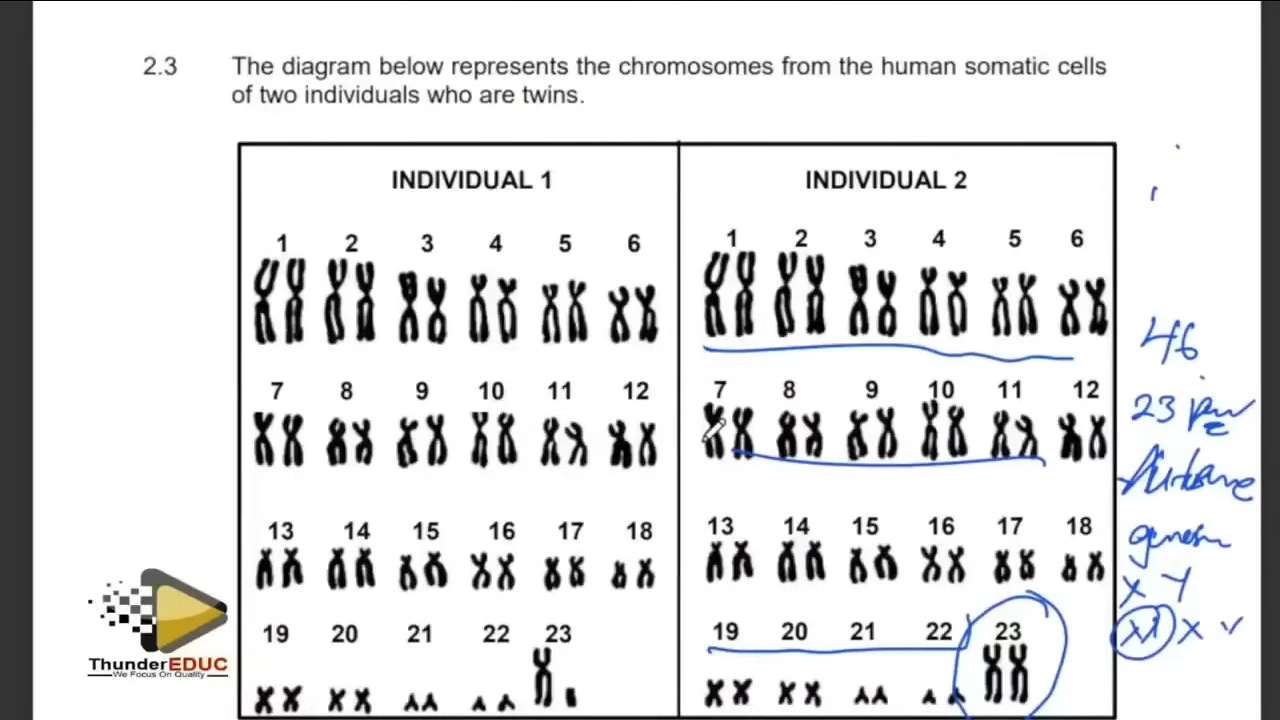 2.3 The diagram below represents the chromosomes from the human somatic cells
of two individuals who are twins.
INDIVIDUAL 1
1 2 3 4 5 6
7 8 9 10 11 12
13 14 15 16 17 18
19 20 21 22 23
INDIVIDUAL 2
1 2 3 4 5 6
7 8 9 10 11 12
13 14 15 16 17 18
19 20 21 22 23
46
23
X Y
XX X Y
ThunderEDUC
We Focus On Quality